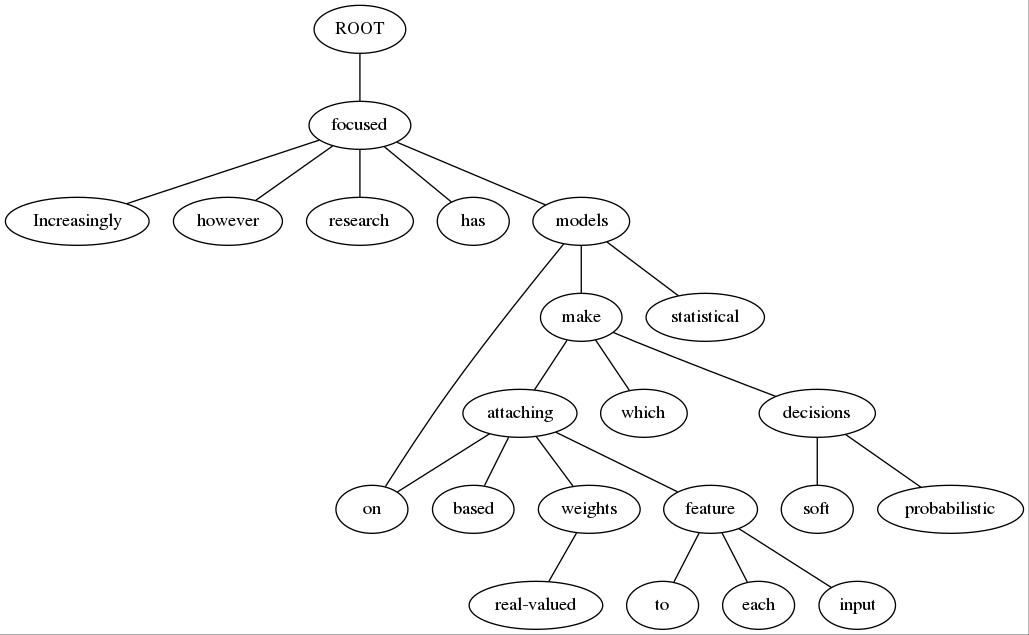 ROOT
focused
Increasingly however research has models
make statistical
attaching which decisions
on based weights feature soft probabilistic
real-valued to each input